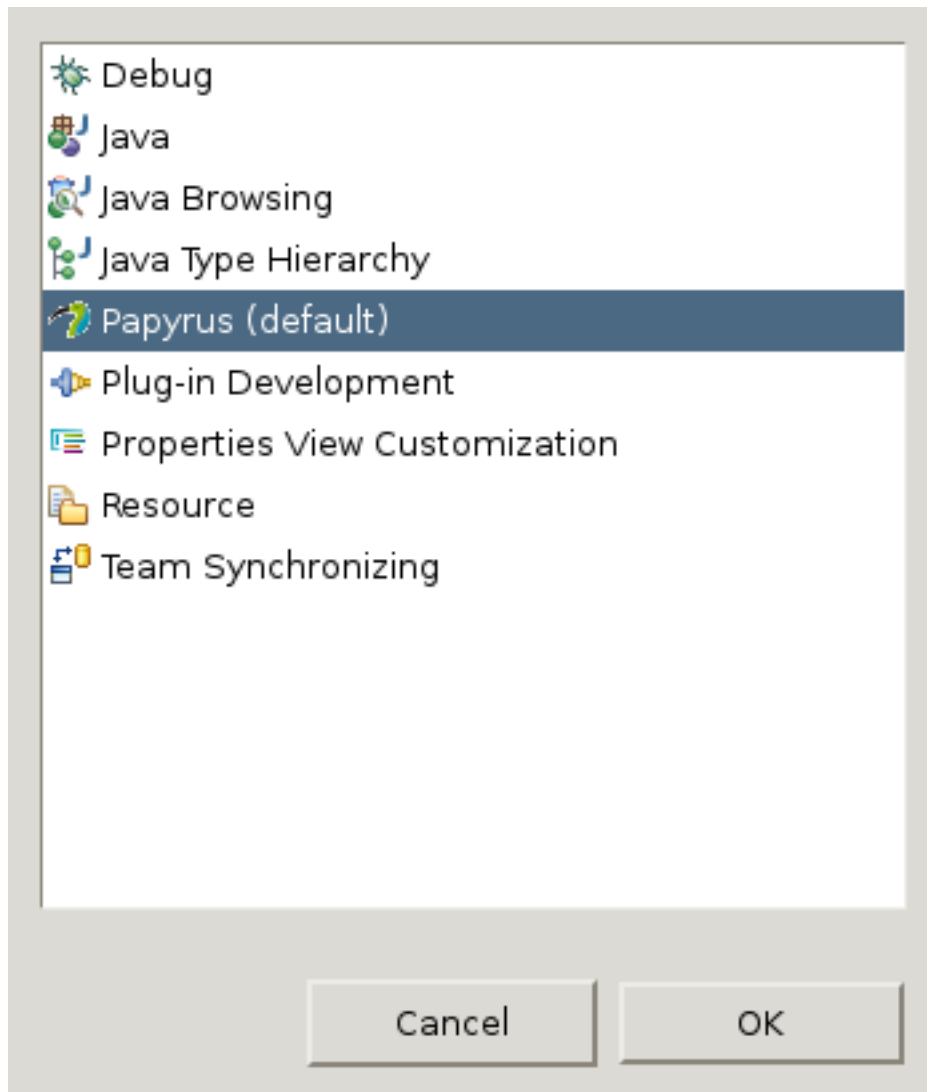 Debug
Java
Java Browsing
Java Type Hierarchy
Papyrus (default)
Plug-in Development
Properties View Customization
Resource
Team Synchronizing
Cancel OK